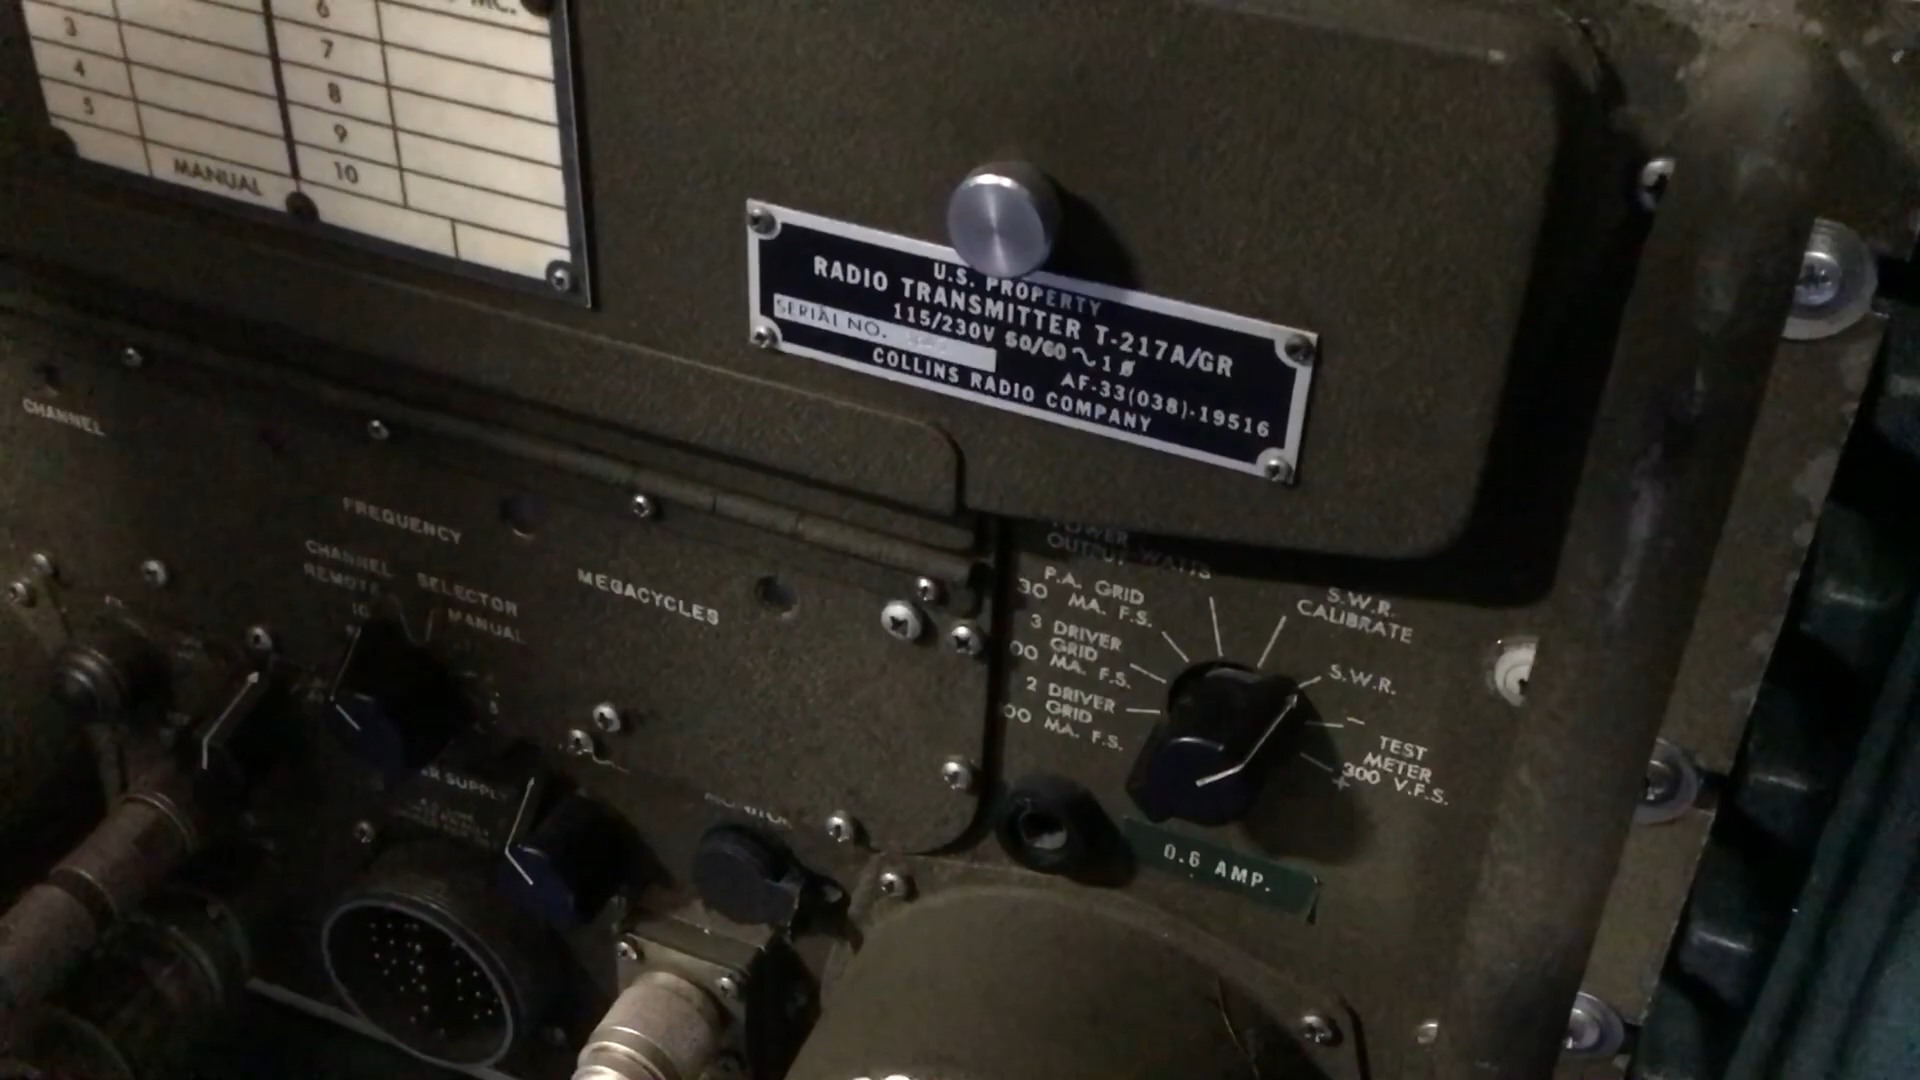 MC.
3
4
5
6
7
8
9
10
MANUAL
U.S. PROPERTY
RADIO TRANSMITTER T-217A/GR
115/230V 50/60 ~ 1 Ø
SERIAL NO.
AF-33(038)-19516
COLLINS RADIO COMPANY
CHANNEL
FREQUENCY
CHANNEL SELECTOR
REMOTE
MANUAL
10
MEGACYCLES
POWER
OUTPUT WATTS
P.A. GRID
30 MA. F.S.
3 DRIVER
GRID
MA. F.S.
2 DRIVER
GRID
MA. F.S.
S.W.R.
CALIBRATE
S.W.R.
–
TEST
METER
300 V.F.S.
+
5
SUPPLY
0.6 AMP.